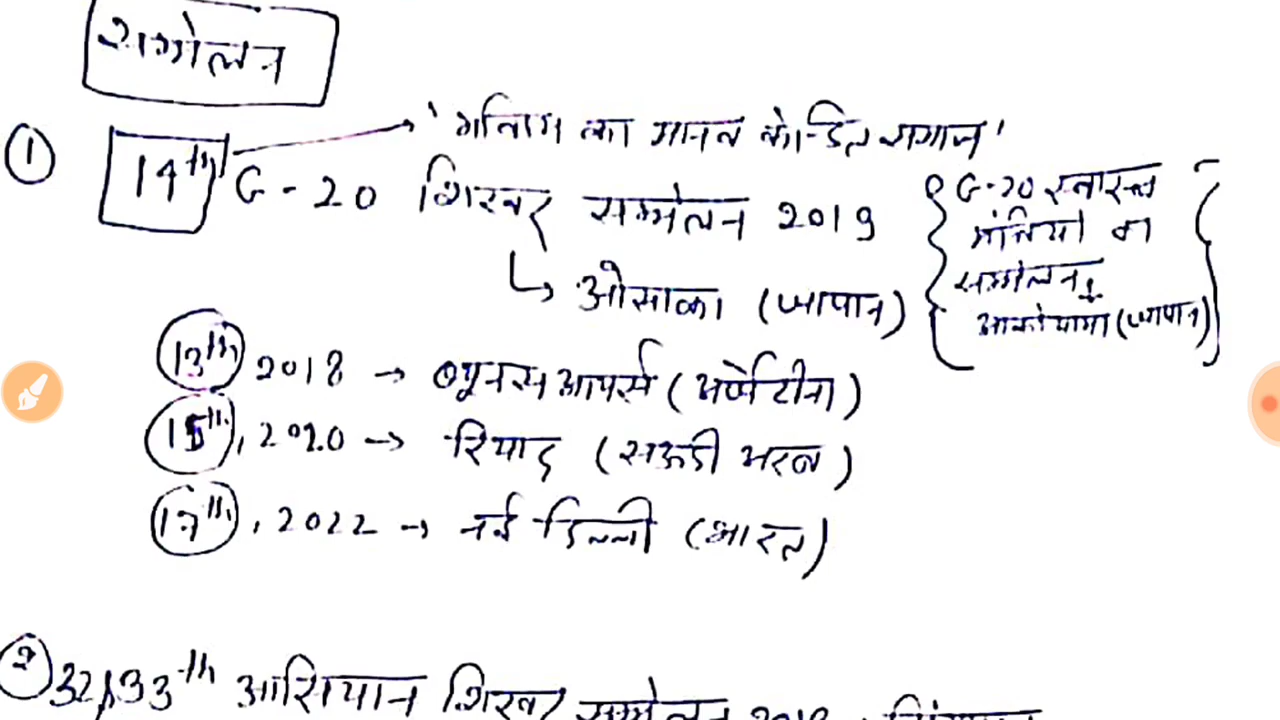 सम्मेलन
① 14th → 'भविष्य का मानव केन्द्रित समाज'
G-20 शिखर सम्मेलन 2019
↳ ओसाका (जापान)
{ G-20 स्वास्थ्य
मंत्रियों का
सम्मेलन :
आकोयामा (जापान) }
13th, 2018 → ब्यूनस आयर्स (अर्जेंटीना)
15th, 2020 → रियाद (सऊदी अरब)
17th, 2022 → नई दिल्ली (भारत)
② 32,33th आसियान शिखर सम्मेलन